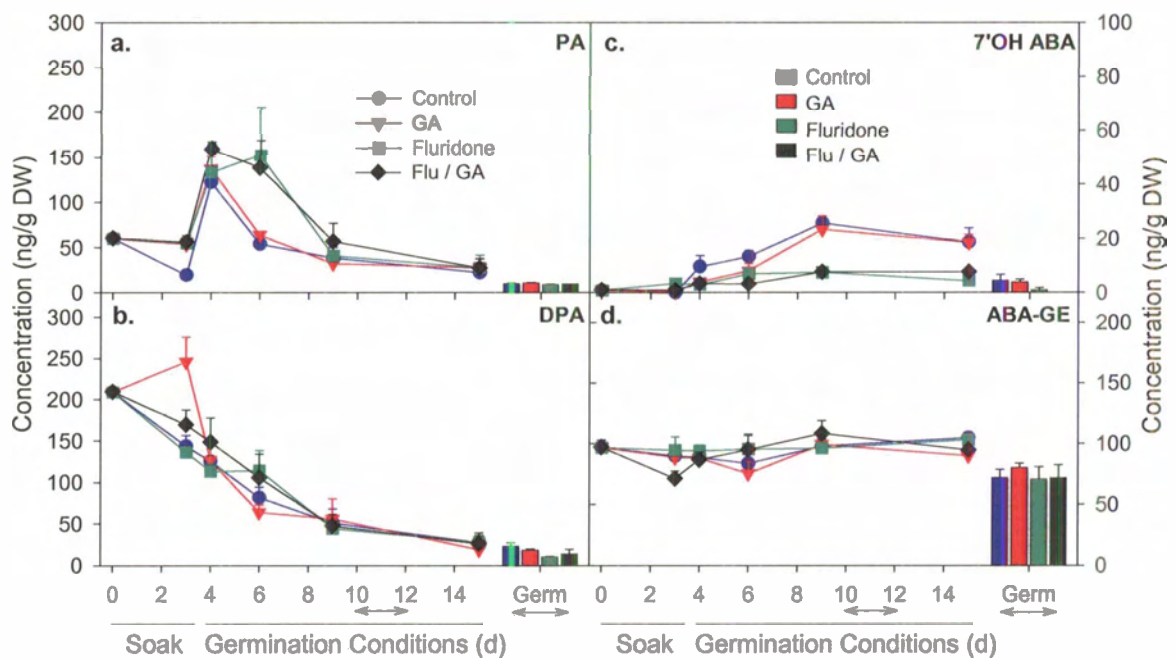 a.
PA
300
250
200
150
100
50
0
Control
GA
Fluridone
Flu / GA
c.
7'OH ABA
100
80
60
40
20
0
Control
GA
Fluridone
Flu / GA
b.
DPA
300
250
200
150
100
50
0
d.
ABA-GE
200
150
100
50
0
Concentration (ng/g DW)
Concentration (ng/g DW)
0 2 4 6 8 10 12 14 Germ
0 2 4 6 8 10 12 14 Germ
Soak Germination Conditions (d)
Soak Germination Conditions (d)